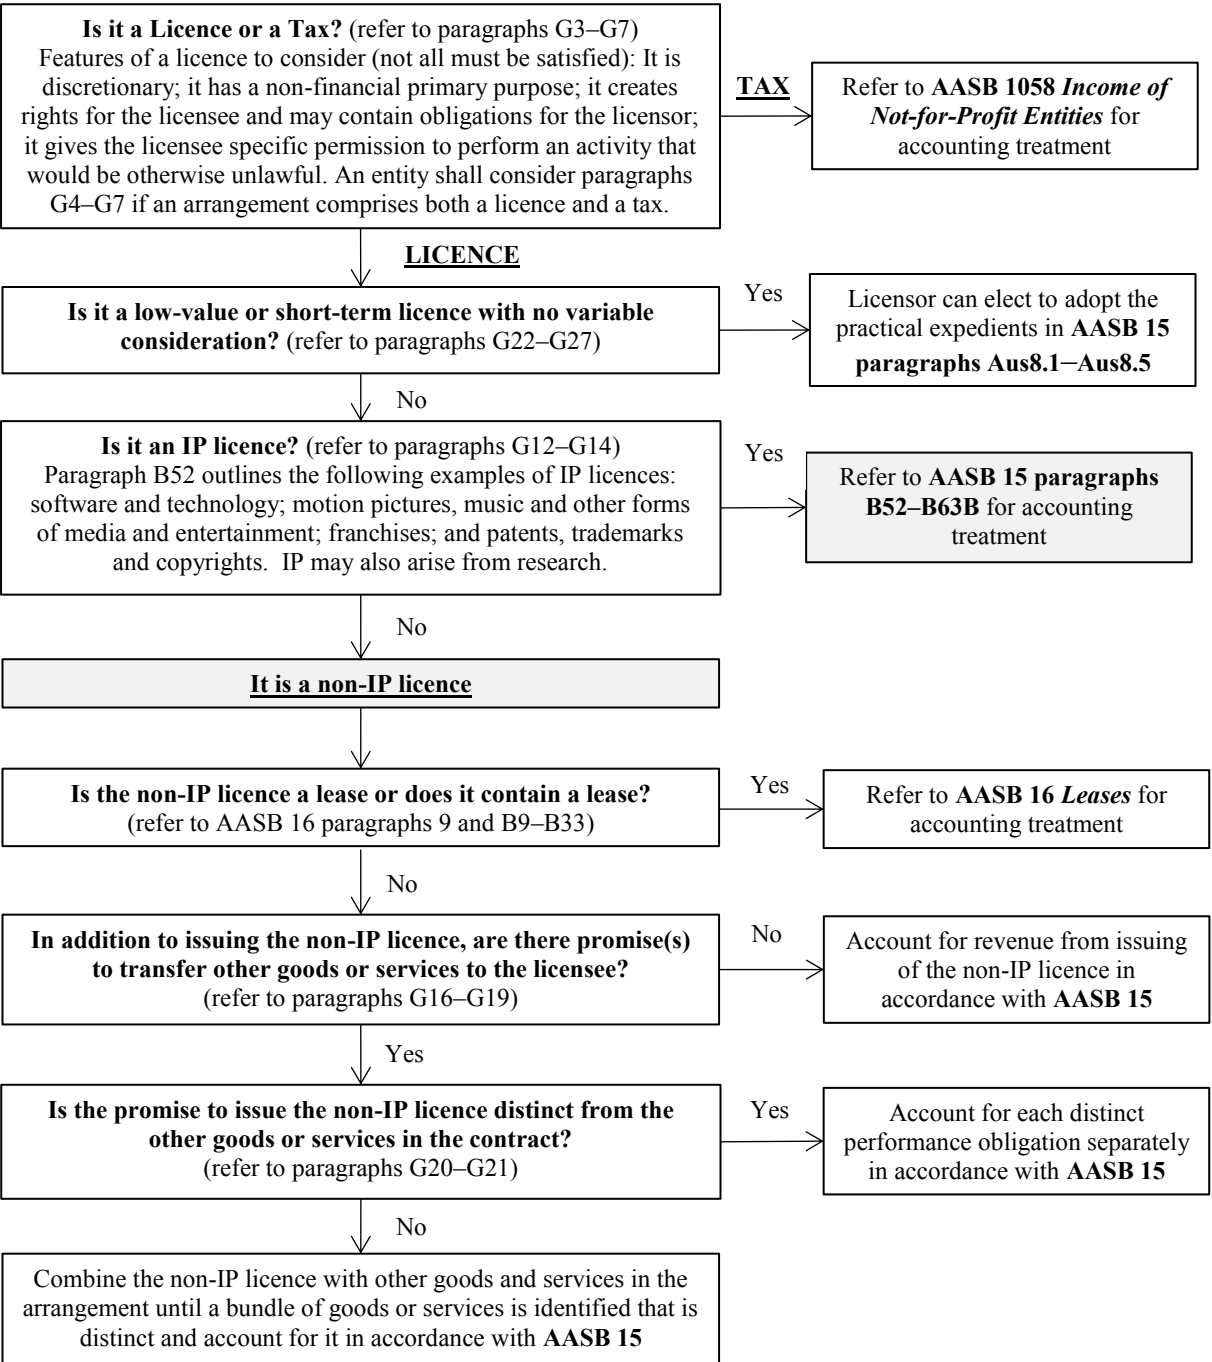 Is it a Licence or a Tax? (refer to paragraphs G3–G7)
Features of a licence to consider (not all must be satisfied): It is
discretionary; it has a non-financial primary purpose; it creates
rights for the licensee and may contain obligations for the licensor;
it gives the licensee specific permission to perform an activity that
would be otherwise unlawful. An entity shall consider paragraphs
G4–G7 if an arrangement comprises both a licence and a tax.
TAX
Refer to AASB 1058 Income of
Not-for-Profit Entities for
accounting treatment
LICENCE
Is it a low-value or short-term licence with no variable
consideration? (refer to paragraphs G22–G27)
Yes
Licensor can elect to adopt the
practical expedients in AASB 15
paragraphs Aus8.1–Aus8.5
No
Is it an IP licence? (refer to paragraphs G12–G14)
Paragraph B52 outlines the following examples of IP licences:
software and technology; motion pictures, music and other forms
of media and entertainment; franchises; and patents, trademarks
and copyrights.  IP may also arise from research.
Yes
Refer to AASB 15 paragraphs
B52–B63B for accounting
treatment
No
It is a non-IP licence
Is the non-IP licence a lease or does it contain a lease?
(refer to AASB 16 paragraphs 9 and B9–B33)
Yes
Refer to AASB 16 Leases for
accounting treatment
No
In addition to issuing the non-IP licence, are there promise(s)
to transfer other goods or services to the licensee?
(refer to paragraphs G16–G19)
No
Account for revenue from issuing
of the non-IP licence in
accordance with AASB 15
Yes
Is the promise to issue the non-IP licence distinct from the
other goods or services in the contract?
(refer to paragraphs G20–G21)
Yes
Account for each distinct
performance obligation separately
in accordance with AASB 15
No
Combine the non-IP licence with other goods and services in the
arrangement until a bundle of goods or services is identified that is
distinct and account for it in accordance with AASB 15